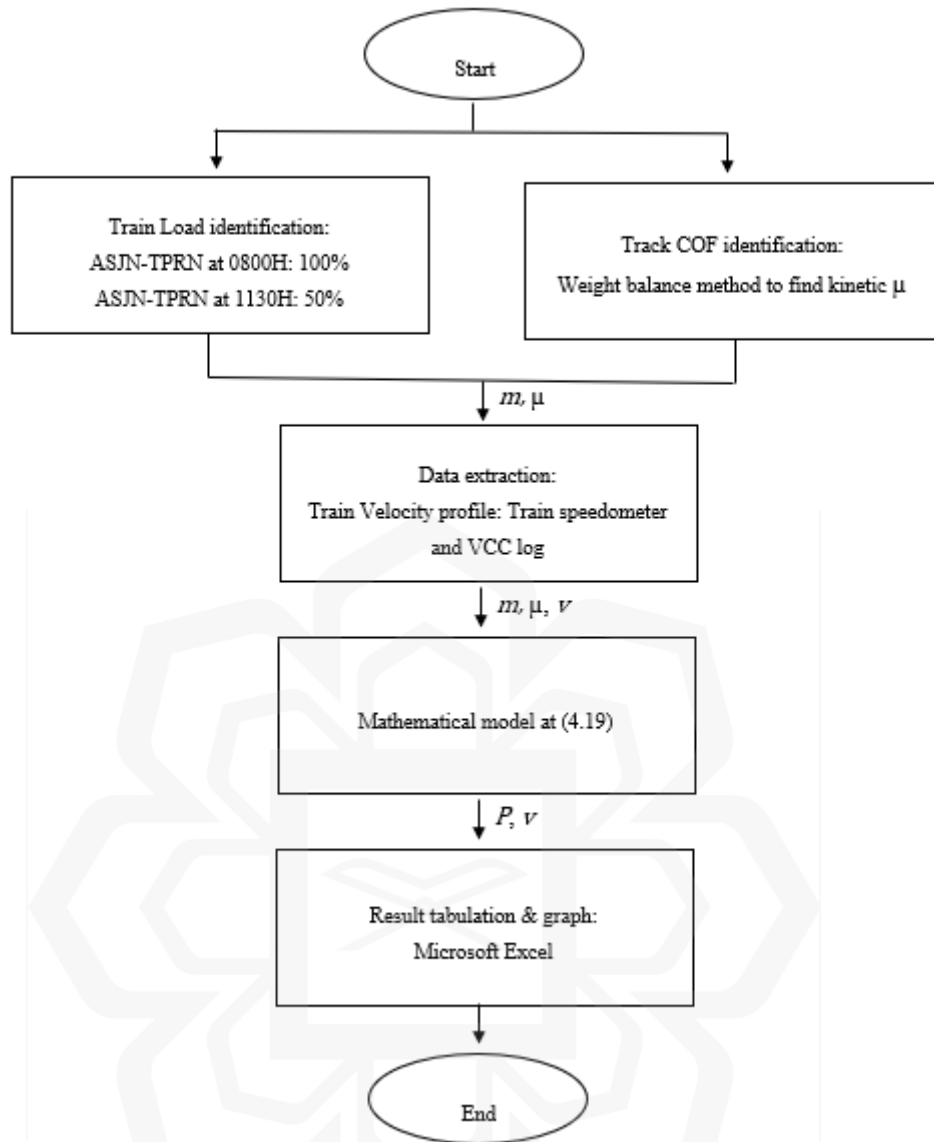 Start
Train Load identification:
ASJN-TPRN at 0800H: 100%
ASJN-TPRN at 1130H: 50%
Track COF identification:
Weight balance method to find kinetic μ
m, μ
Data extraction:
Train Velocity profile: Train speedometer
and VCC log
m, μ, v
Mathematical model at (4.19)
P, v
Result tabulation & graph:
Microsoft Excel
End